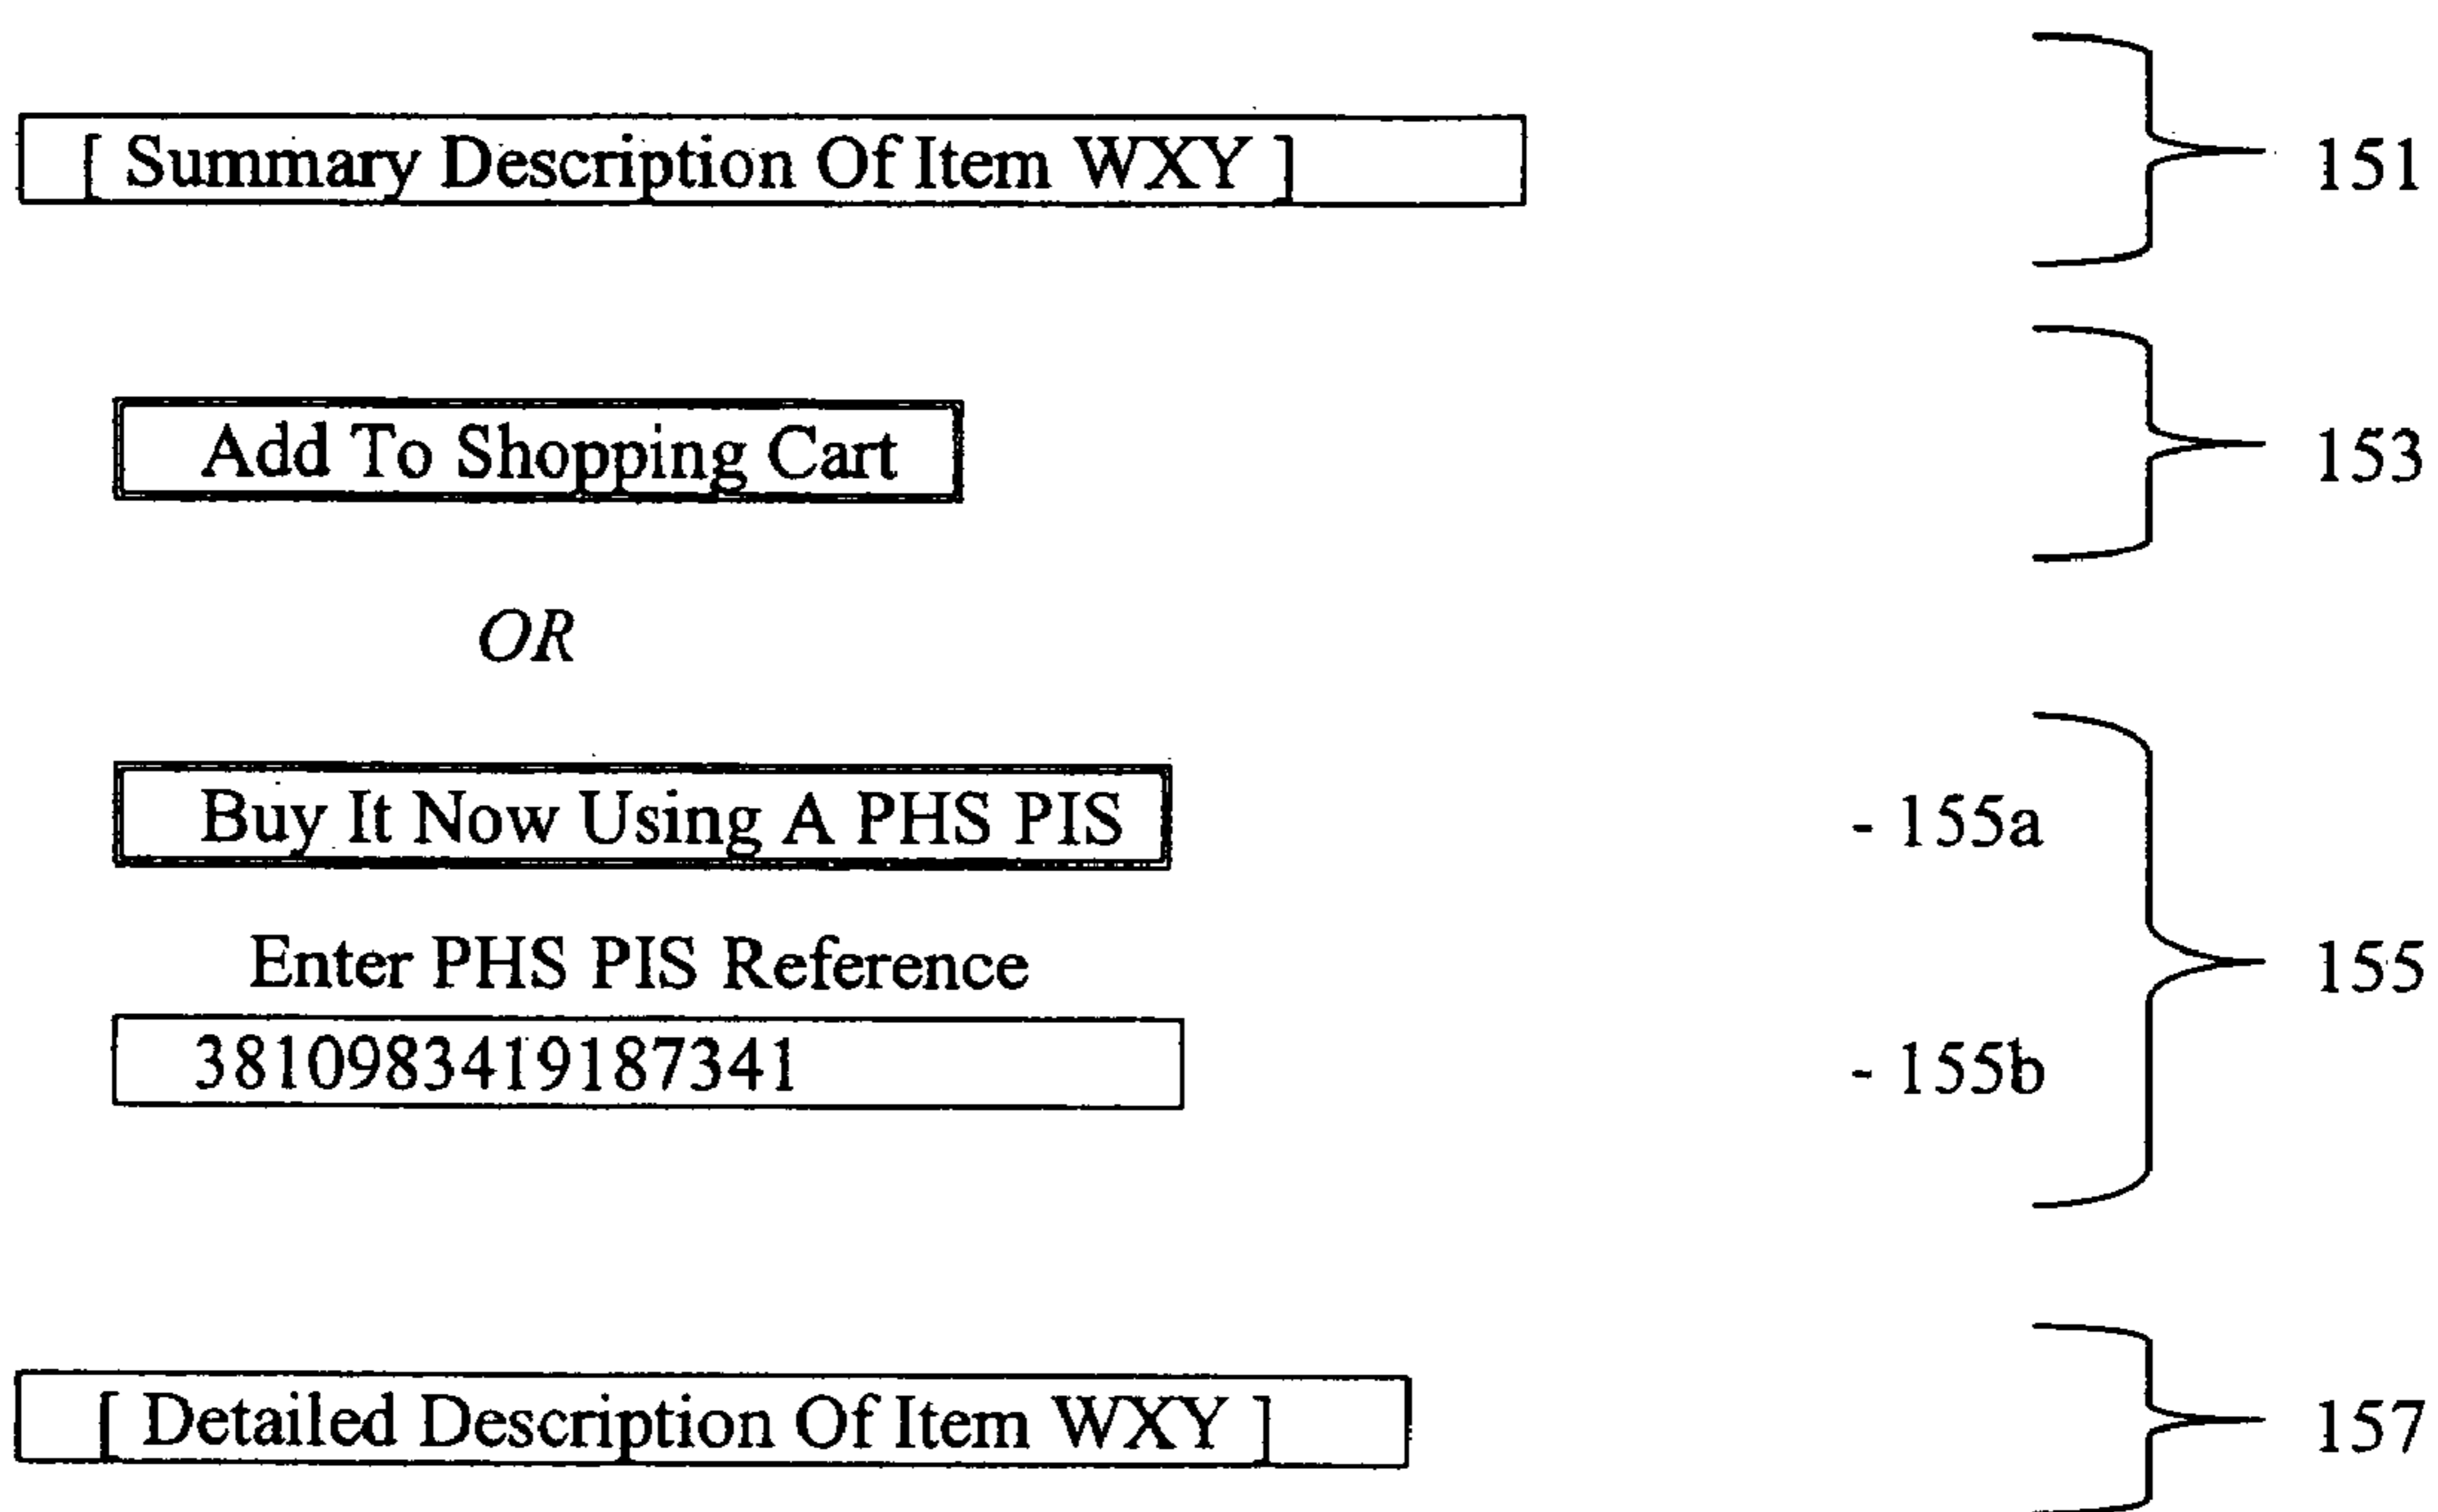 [ Summary Description Of Item WXY ] 151
Add To Shopping Cart 153
OR
Buy It Now Using A PHS PIS - 155a
Enter PHS PIS Reference 155
3810983419187341 - 155b
[ Detailed Description Of Item WXY ] 157